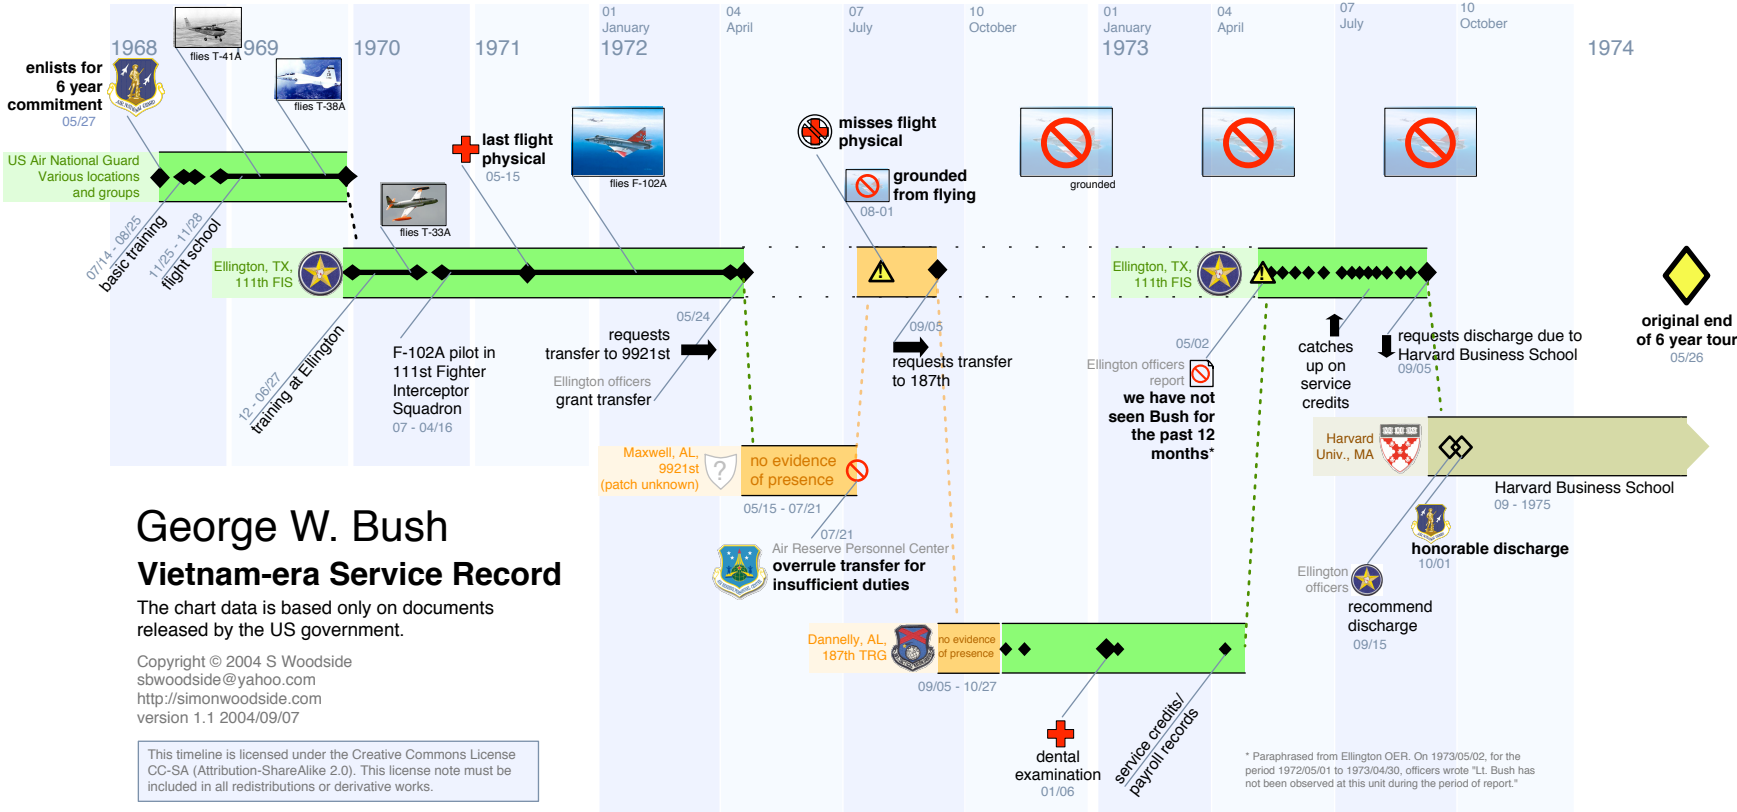 01
January
1972
04
April
07
July
10
October
01
January
1973
04
April
07
July
10
October
1974
1968
1969
1970
1971
flies T-41A
flies T-38A
enlists for
6 year
commitment
05/27
US Air National Guard
Various locations
and groups
07/14 - 08/25
basic training
11/25 - 11/28
flight school
last flight
physical
05-15
flies F-102A
flies T-33A
misses flight
physical
grounded
from flying
08-01
grounded
Ellington, TX,
111th FIS
12 - 06/27
training at Ellington
F-102A pilot in
111st Fighter
Interceptor
Squadron
07 - 04/16
05/24
requests
transfer to 9921st
Ellington officers
grant transfer
09/05
requests transfer
to 187th
Ellington, TX,
111th FIS
05/02
Ellington officers
report
we have not
seen Bush for
the past 12
months*
catches
up on
service
credits
requests discharge due to
Harvard Business School
09/05
original end
of 6 year tour
05/26
Maxwell, AL,
9921st
(patch unknown)
?
no evidence
of presence
05/15 - 07/21
07/21
Air Reserve Personnel Center
overrule transfer for
insufficient duties
Harvard
Univ., MA
Harvard Business School
09 - 1975
honorable discharge
10/01
Ellington
officers
recommend
discharge
09/15
Dannelly, AL,
187th TRG
no evidence
of presence
09/05 - 10/27
dental
examination
01/06
service credits/
payroll records
George W. Bush
Vietnam-era Service Record
The chart data is based only on documents
released by the US government.
Copyright © 2004 S Woodside
sbwoodside@yahoo.com
http://simonwoodside.com
version 1.1 2004/09/07
This timeline is licensed under the Creative Commons License
CC-SA (Attribution-ShareAlike 2.0). This license note must be
included in all redistributions or derivative works.
* Paraphrased from Ellington OER. On 1973/05/02, for the
period 1972/05/01 to 1973/04/30, officers wrote "Lt. Bush has
not been observed at this unit during the period of report."